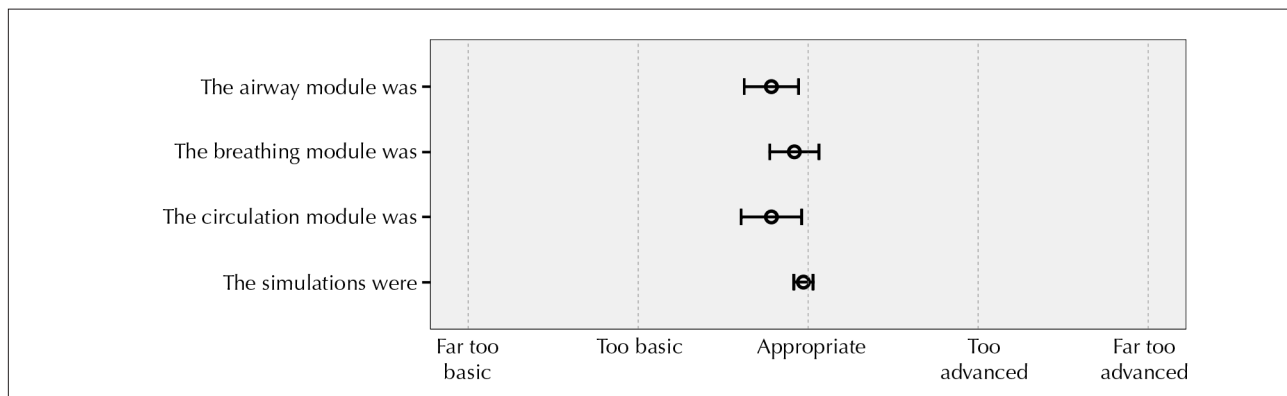 The airway module was
The breathing module was
The circulation module was
The simulations were
Far too
basic
Too basic
Appropriate
Too
advanced
Far too
advanced